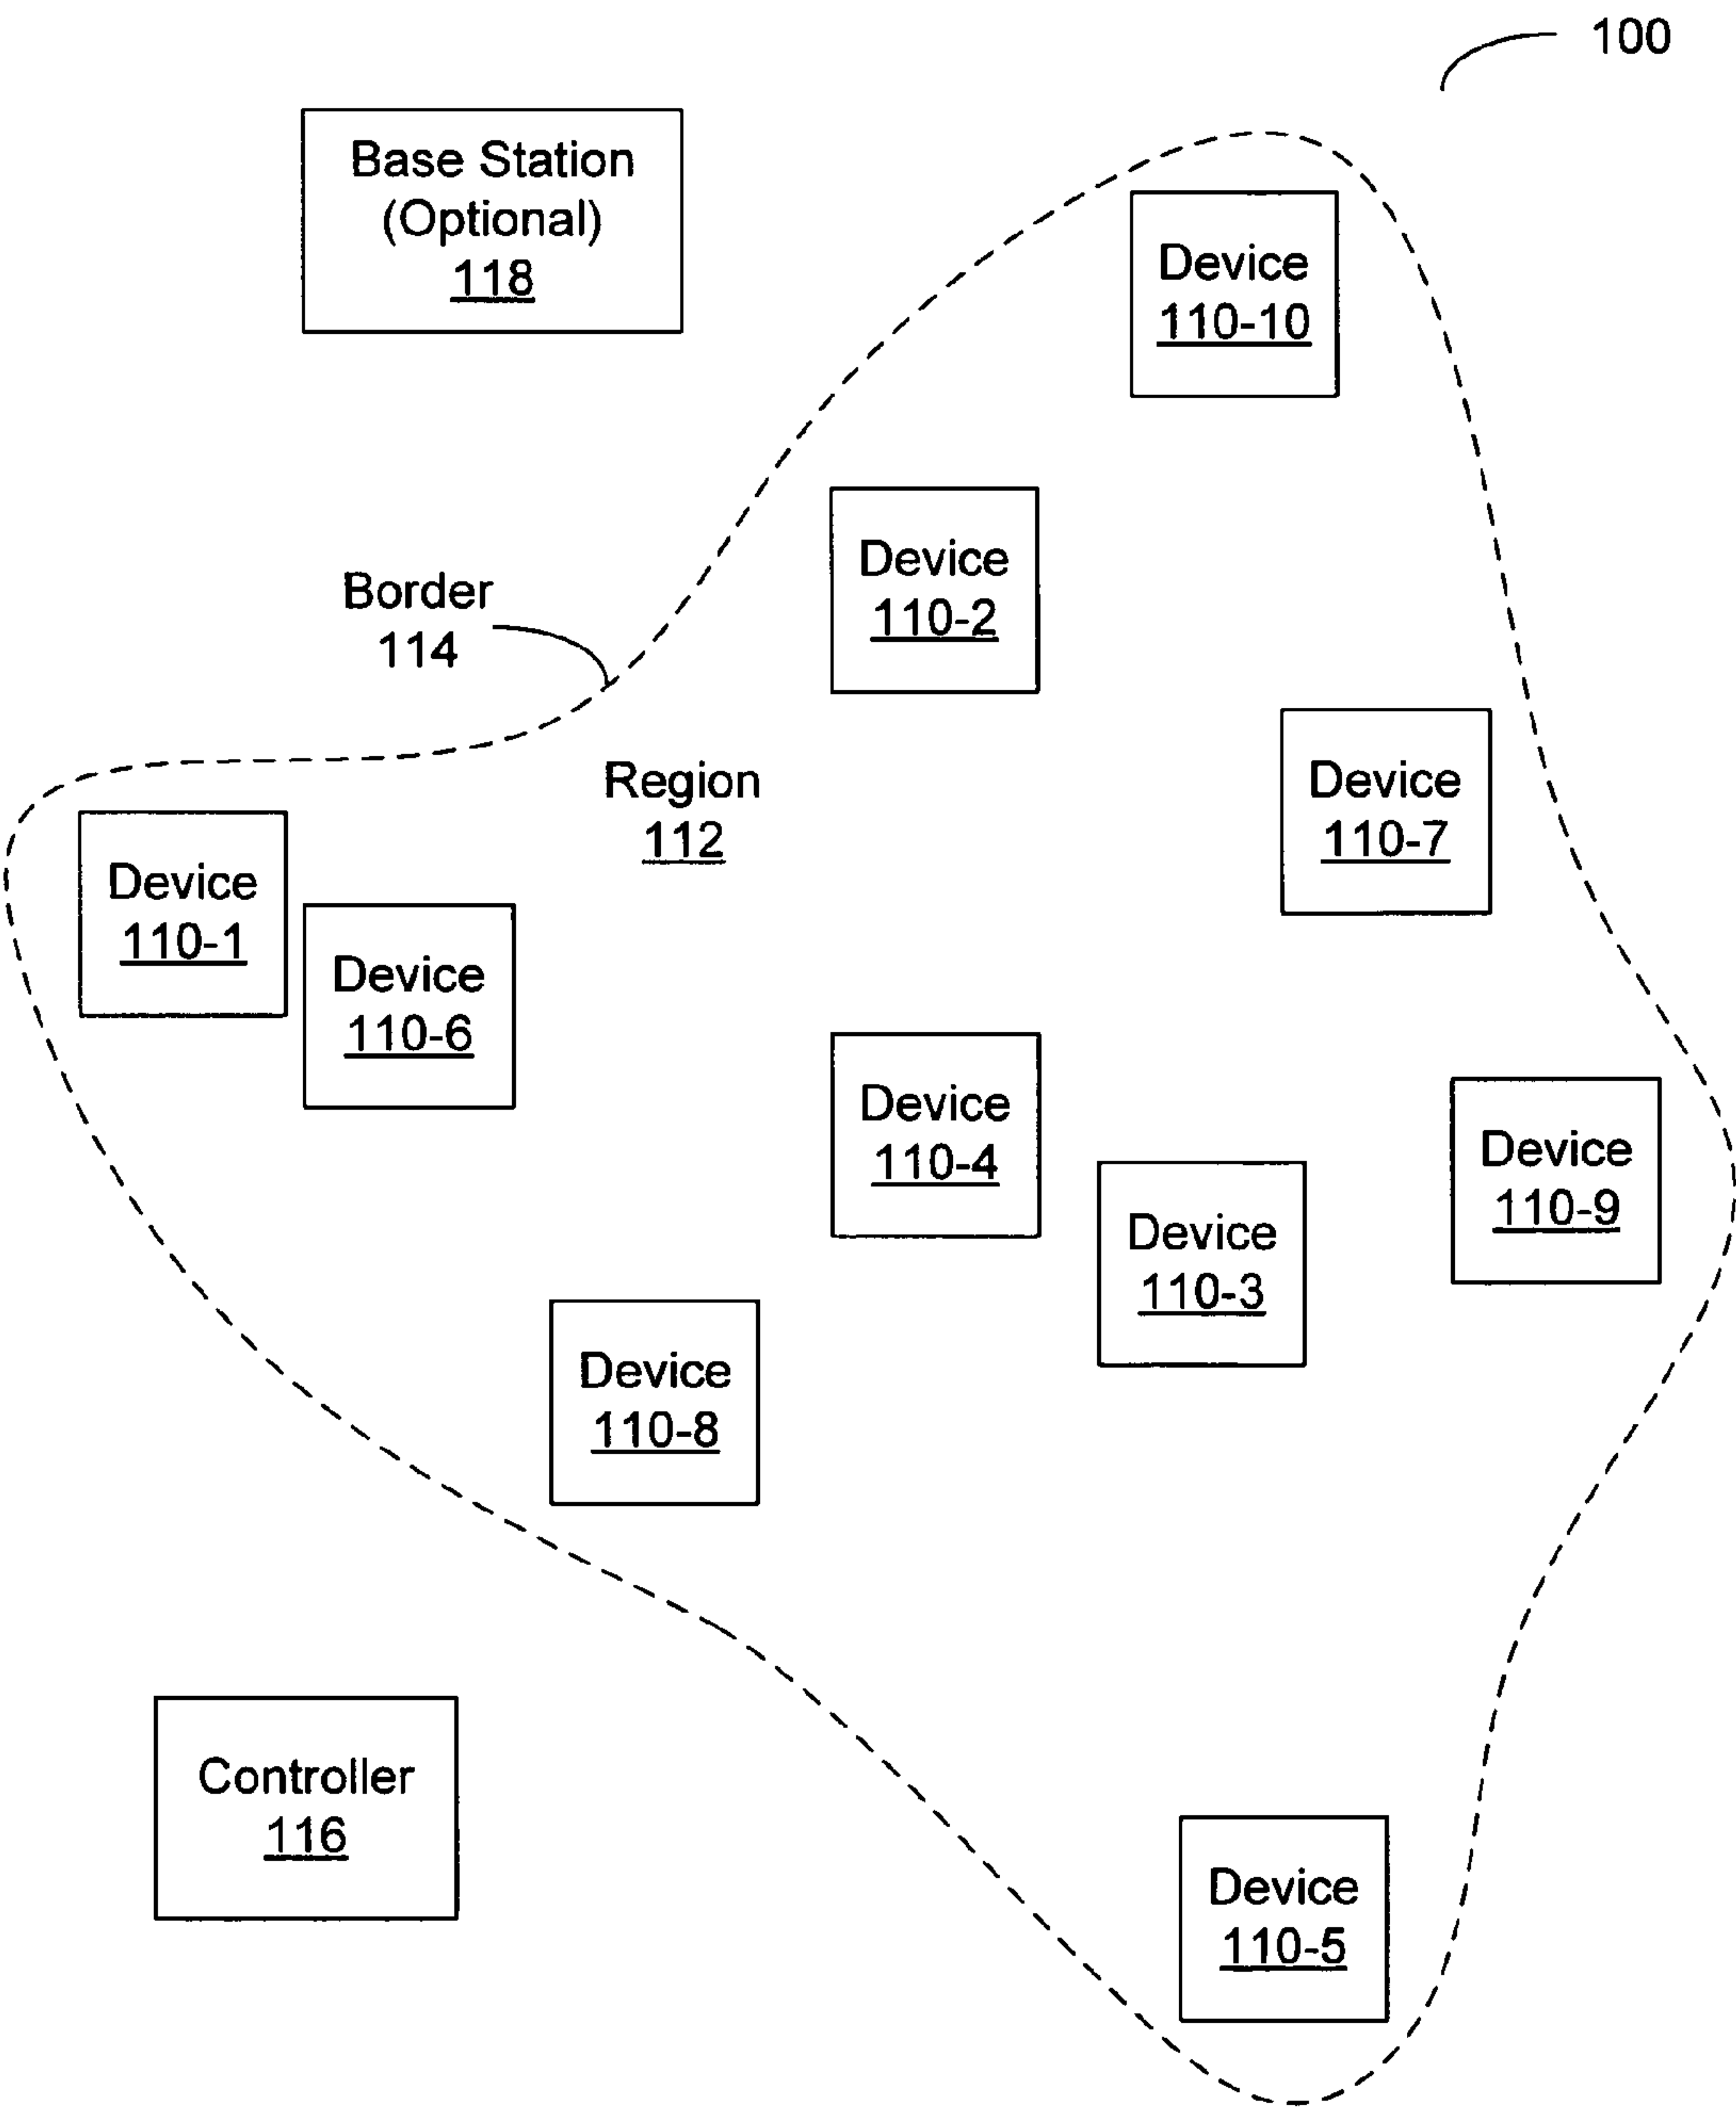 100
Base Station
(Optional)
118
Device
110-10
Device
110-2
Border
114
Region
112
Device
110-7
Device
110-1
Device
110-6
Device
110-4
Device
110-9
Device
110-3
Device
110-8
Controller
116
Device
110-5